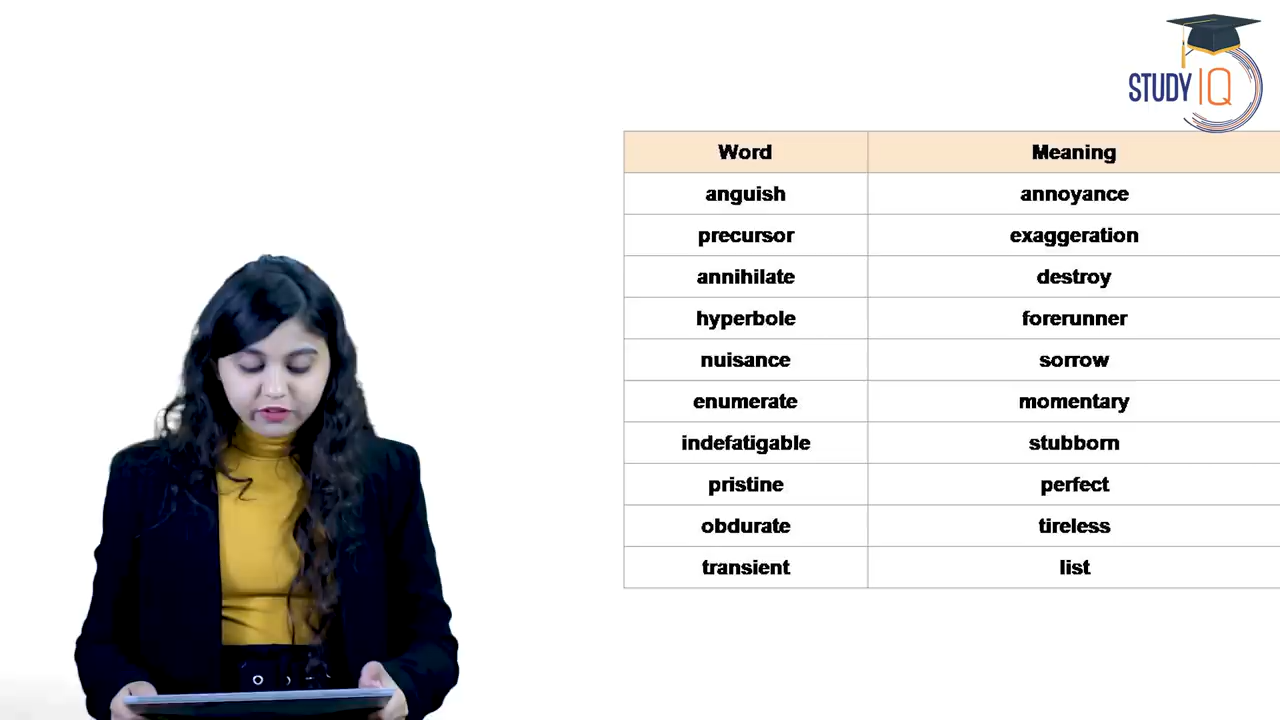 STUDY IQ
Word Meaning
anguish annoyance
precursor exaggeration
annihilate destroy
hyperbole forerunner
nuisance sorrow
enumerate momentary
indefatigable stubborn
pristine perfect
obdurate tireless
transient list